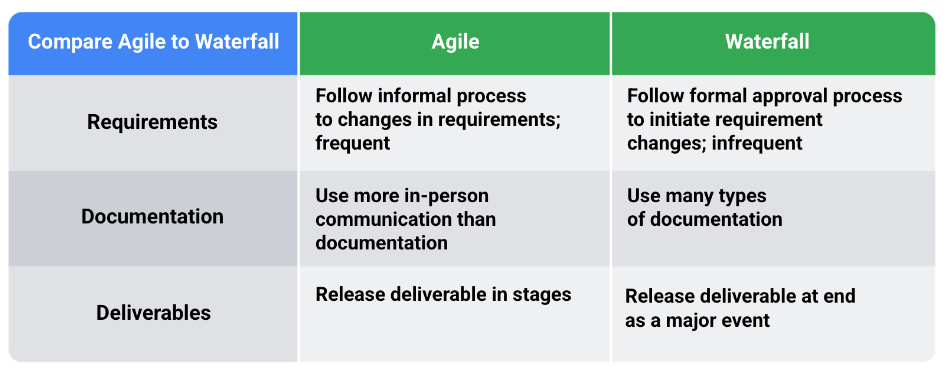 Compare Agile to Waterfall
Agile
Waterfall
Requirements
Follow informal process
to changes in requirements;
frequent
Follow formal approval process
to initiate requirement
changes; infrequent
Documentation
Use more in-person
communication than
documentation
Use many types
of documentation
Deliverables
Release deliverable in stages
Release deliverable at end
as a major event